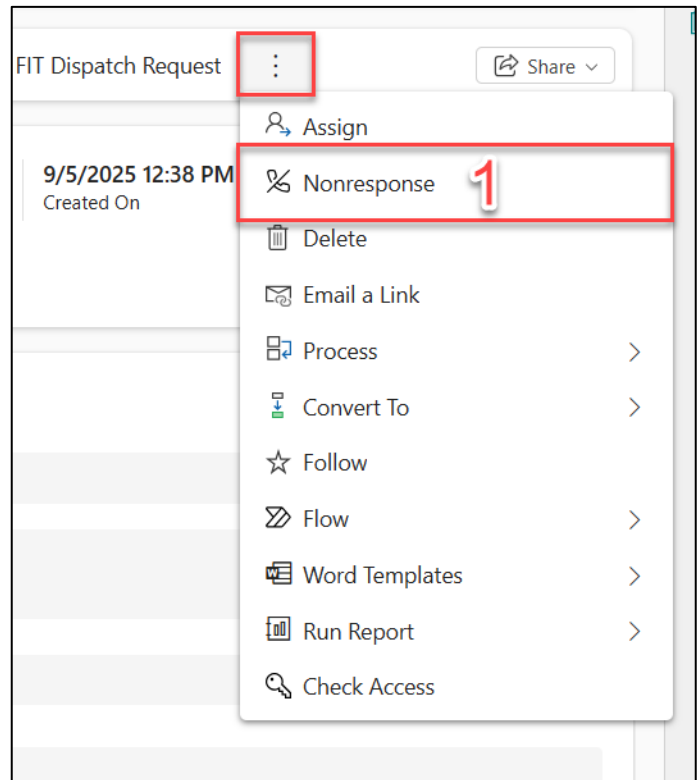 FIT Dispatch Request
Share
Assign
9/5/2025 12:38 PM
Created On
Nonresponse 1
Delete
Email a Link
Process
Convert To
Follow
Flow
Word Templates
Run Report
Check Access